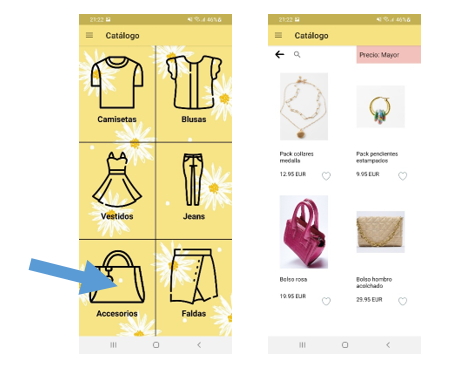 21:22
46%
Catálogo
Camisetas
Blusas
Vestidos
Jeans
Accesorios
Faldas
21:22
46%
Catálogo
Precio: Mayor
Pack collares
medalla
12.95 EUR
Pack pendientes
estampados
9.95 EUR
Bolso rosa
19.95 EUR
Bolso hombro
acolchado
29.95 EUR